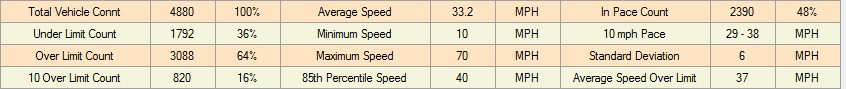 Total Vehicle Connt 4880 100% Average Speed 33.2 MPH In Pace Count 2390 48%
Under Limit Count 1792 36% Minimum Speed 10 MPH 10 mph Pace 29 - 38 MPH
Over Limit Count 3088 64% Maximum Speed 70 MPH Standard Deviation 6 MPH
10 Over Limit Count 820 16% 85th Percentile Speed 40 MPH Average Speed Over Limit 37 MPH